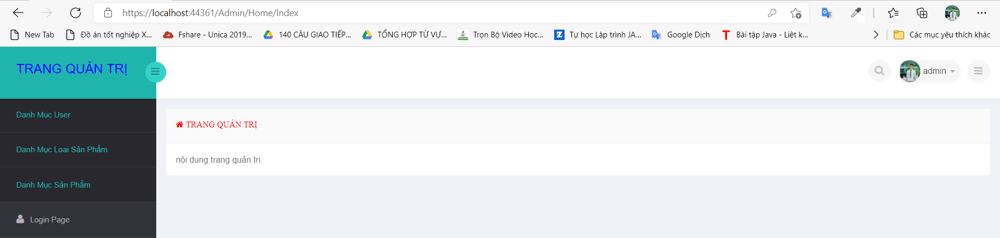 https://localhost:44361/Admin/Home/Index
New Tab
Đồ án tốt nghiệp X...
Fshare - Unica 2019...
140 CÂU GIAO TIẾP...
TỔNG HỢP TỪ VỰ...
Trọn Bộ Video Học...
Z
Tự học Lập trình JA...
Google Dịch
T
Bài tập Java - Liệt k...
Các mục yêu thích khác
TRANG QUẢN TRỊ
admin
Danh Mục User
Danh Mục Loai Sản Phẩm
Danh Mục Sản Phẩm
Login Page
TRANG QUẢN TRỊ
nội dung trang quản trị